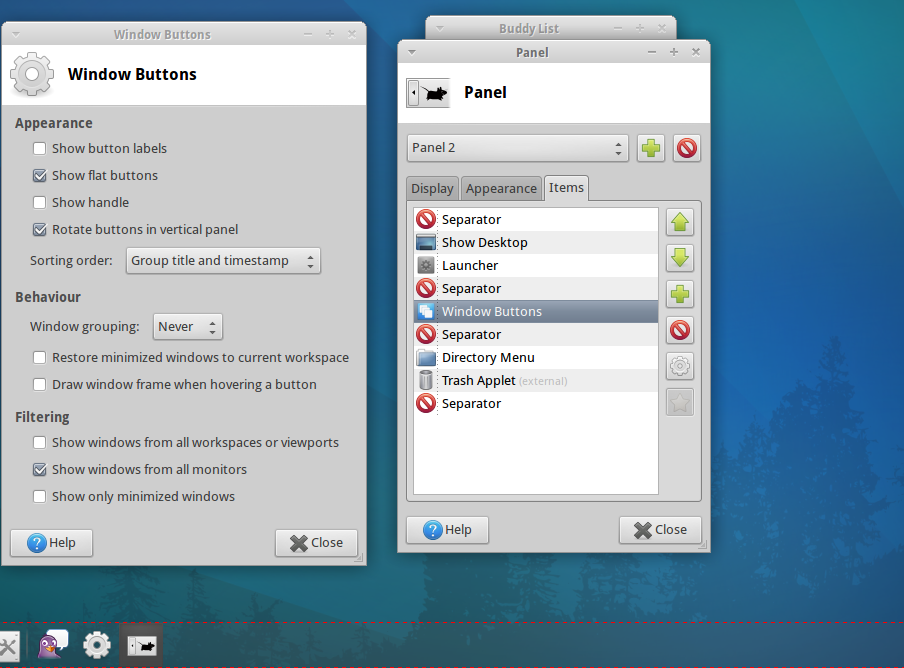 Window Buttons
Window Buttons
Appearance
Show button labels
Show flat buttons
Show handle
Rotate buttons in vertical panel
Sorting order: Group title and timestamp
Behaviour
Window grouping: Never
Restore minimized windows to current workspace
Draw window frame when hovering a button
Filtering
Show windows from all workspaces or viewports
Show windows from all monitors
Show only minimized windows
Help Close
Buddy List
Panel
Panel
Panel 2
Display Appearance Items
Separator
Show Desktop
Launcher
Separator
Window Buttons
Separator
Directory Menu
Trash Applet (external)
Separator
Help Close